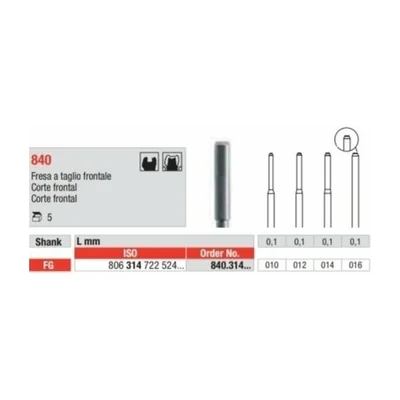 840
Fresa a taglio frontale
Corte frontal
Corte frontal
5
Shank L mm 0,1 0,1 0,1 0,1
ISO Order No.
FG 806 314 722 524... 840.314... 010 012 014 016